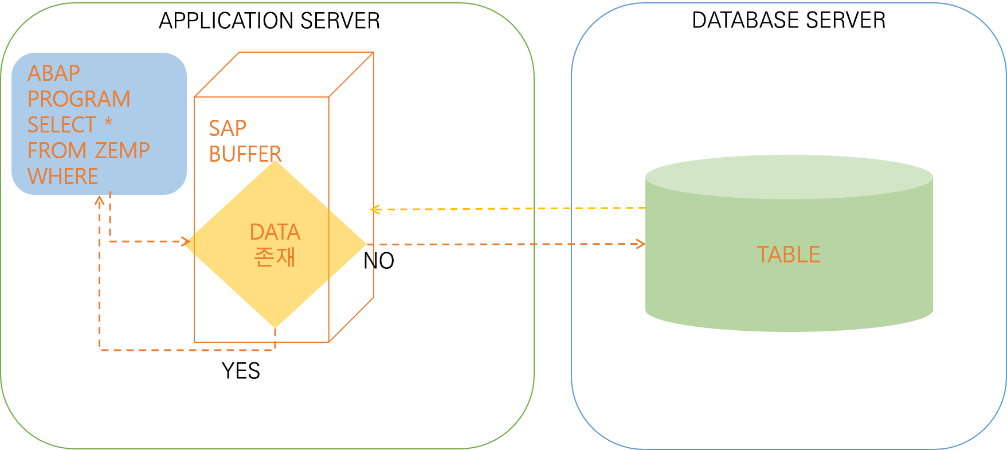 APPLICATION SERVER
DATABASE SERVER
ABAP
PROGRAM
SELECT *
FROM ZEMP
WHERE
SAP
BUFFER
DATA
존재
NO
TABLE
YES